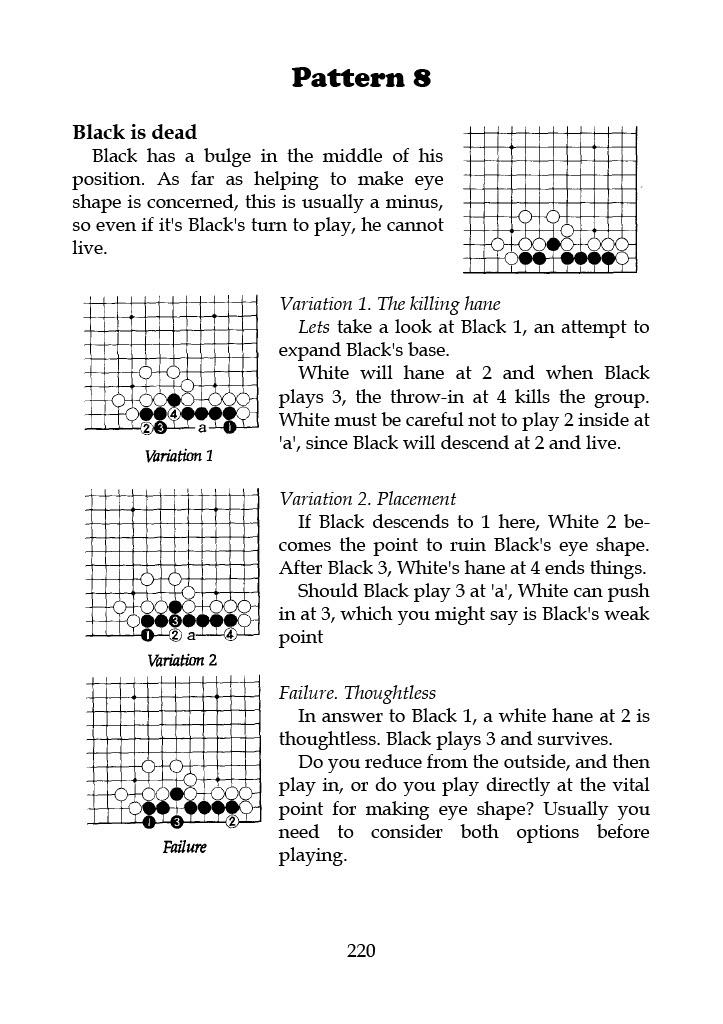 Pattern 8
Black is dead
Black has a bulge in the middle of his
position. As far as helping to make eye
shape is concerned, this is usually a minus,
so even if it's Black's turn to play, he cannot
live.
Variation 1. The killing hane
Lets take a look at Black 1, an attempt to
expand Black's base.
White will hane at 2 and when Black
plays 3, the throw-in at 4 kills the group.
White must be careful not to play 2 inside at
'a', since Black will descend at 2 and live.
4
2 3 a 1
Variation 1
Variation 2. Placement
If Black descends to 1 here, White 2 be-
comes the point to ruin Black's eye shape.
After Black 3, White's hane at 4 ends things.
Should Black play 3 at 'a', White can push
in at 3, which you might say is Black's weak
point
3
1 2 a 4
Variation 2
Failure. Thoughtless
In answer to Black 1, a white hane at 2 is
thoughtless. Black plays 3 and survives.
Do you reduce from the outside, and then
play in, or do you play directly at the vital
point for making eye shape? Usually you
need to consider both options before
playing.
1 3 2
Failure
220